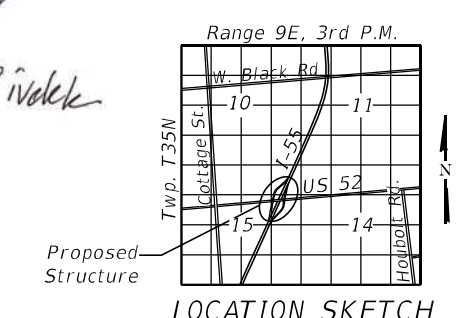 Range 9E, 3rd P.M.
W. Black Rd
10
11
Twp. T35N
Cottage St.
I-55
US 52
N
15
14
Houbolt Rd.
Proposed
Structure
LOCATION SKETCH